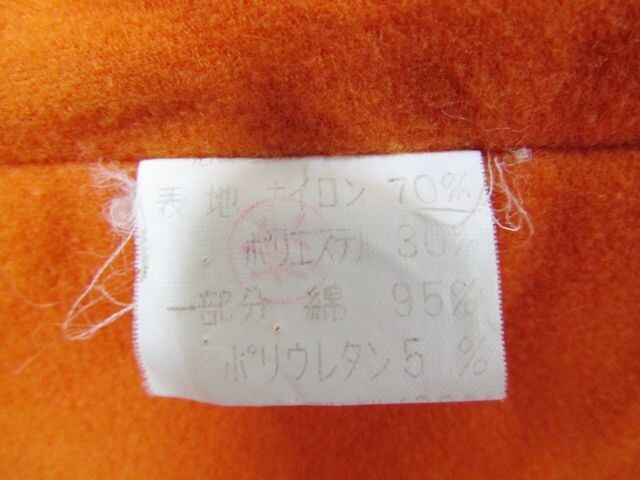 表地 ナイロン 70%
ポリエステル 30%
一部分 綿 95%
ポリウレタン 5%